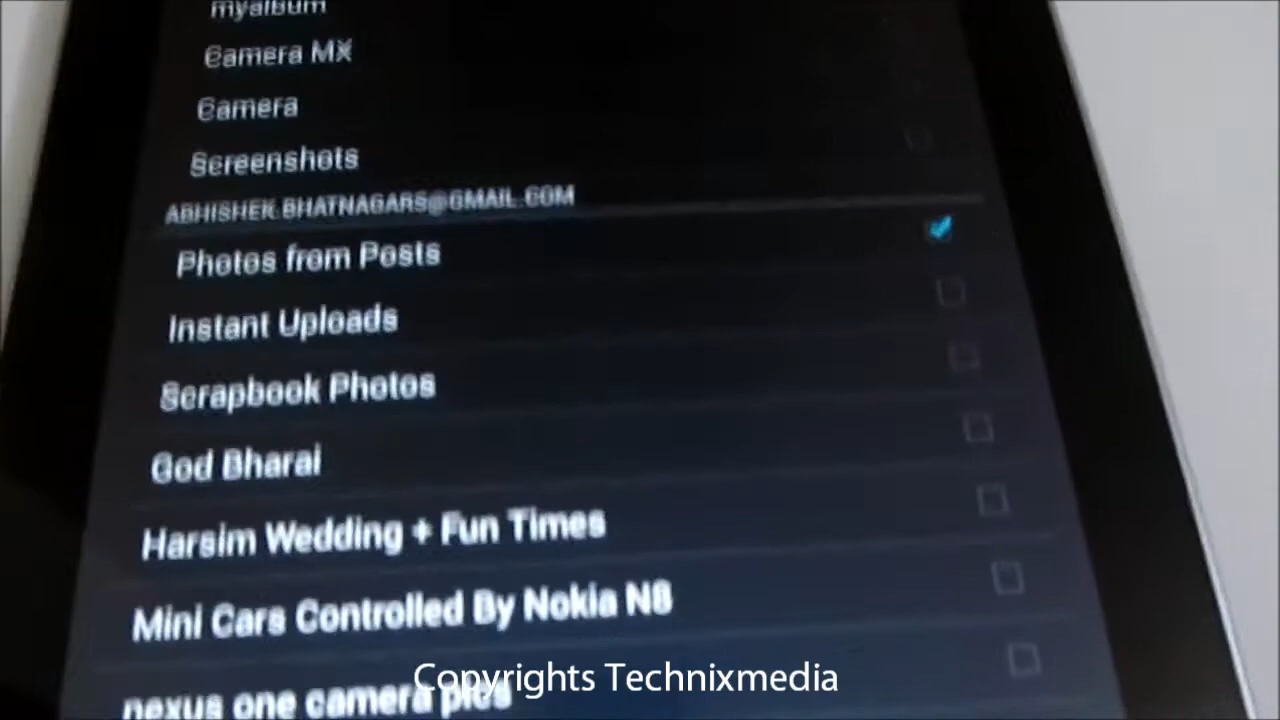 myalbum
Camera MX
Camera
Screenshots
ABHISHEK.BHATNAGARS@GMAIL.COM
Photos from Posts
Instant Uploads
Scrapbook Photos
God Bharai
Harsim Wedding + Fun Times
Mini Cars Controlled By Nokia N8
nexus one camera pics
Copyrights Technixmedia